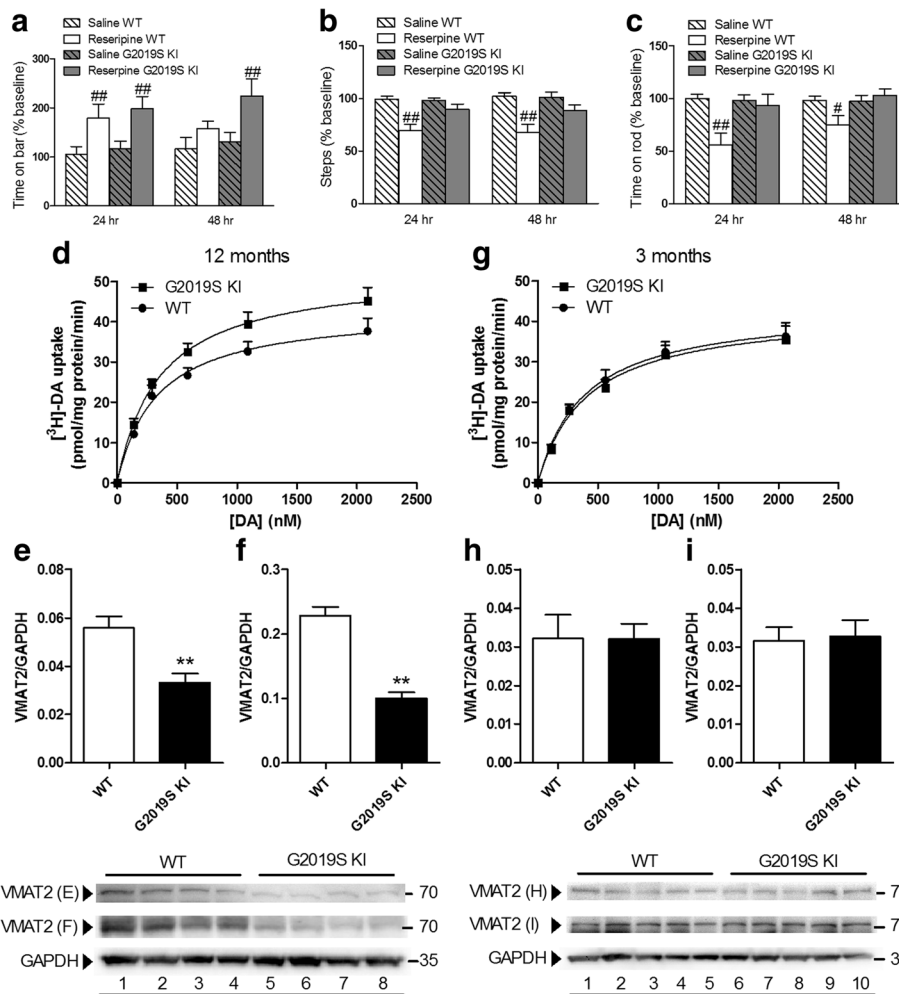 a
Saline WT
Reseripine WT
Saline G2019S KI
Reserpine G2019S KI
Time on bar (% baseline)
300
200
100
0
##
##
##
24 hr
48 hr
b
Saline WT
Reserpine WT
Saline G2019S KI
Reserpine G2019S KI
Steps (% baseline)
150
100
50
0
##
##
24 hr
48 hr
c
Saline WT
Reserpine WT
Saline G2019S KI
Reserpine G2019S KI
Time on rod (% baseline)
150
100
50
0
##
#
24 hr
48 hr
d
12 months
G2019S KI
WT
[³H]-DA uptake
(pmol/mg protein/min)
50
40
30
20
10
0
0 500 1000 1500 2000 2500
[DA] (nM)
g
3 months
G2019S KI
WT
[³H]-DA uptake
(pmol/mg protein/min)
50
40
30
20
10
0
0 500 1000 1500 2000 2500
[DA] (nM)
e
VMAT2/GAPDH
0.08
0.06
0.04
0.02
0.00
**
WT
G2019S KI
f
VMAT2/GAPDH
0.3
0.2
0.1
0.0
**
WT
G2019S KI
h
VMAT2/GAPDH
0.05
0.04
0.03
0.02
0.01
0.00
WT
G2019S KI
i
VMAT2/GAPDH
0.05
0.04
0.03
0.02
0.01
0.00
WT
G2019S KI
WT G2019S KI
VMAT2 (E) 70
VMAT2 (F) 70
GAPDH 35
1 2 3 4 5 6 7 8
WT G2019S KI
VMAT2 (H) 7
VMAT2 (I) 7
GAPDH 3
1 2 3 4 5 6 7 8 9 10